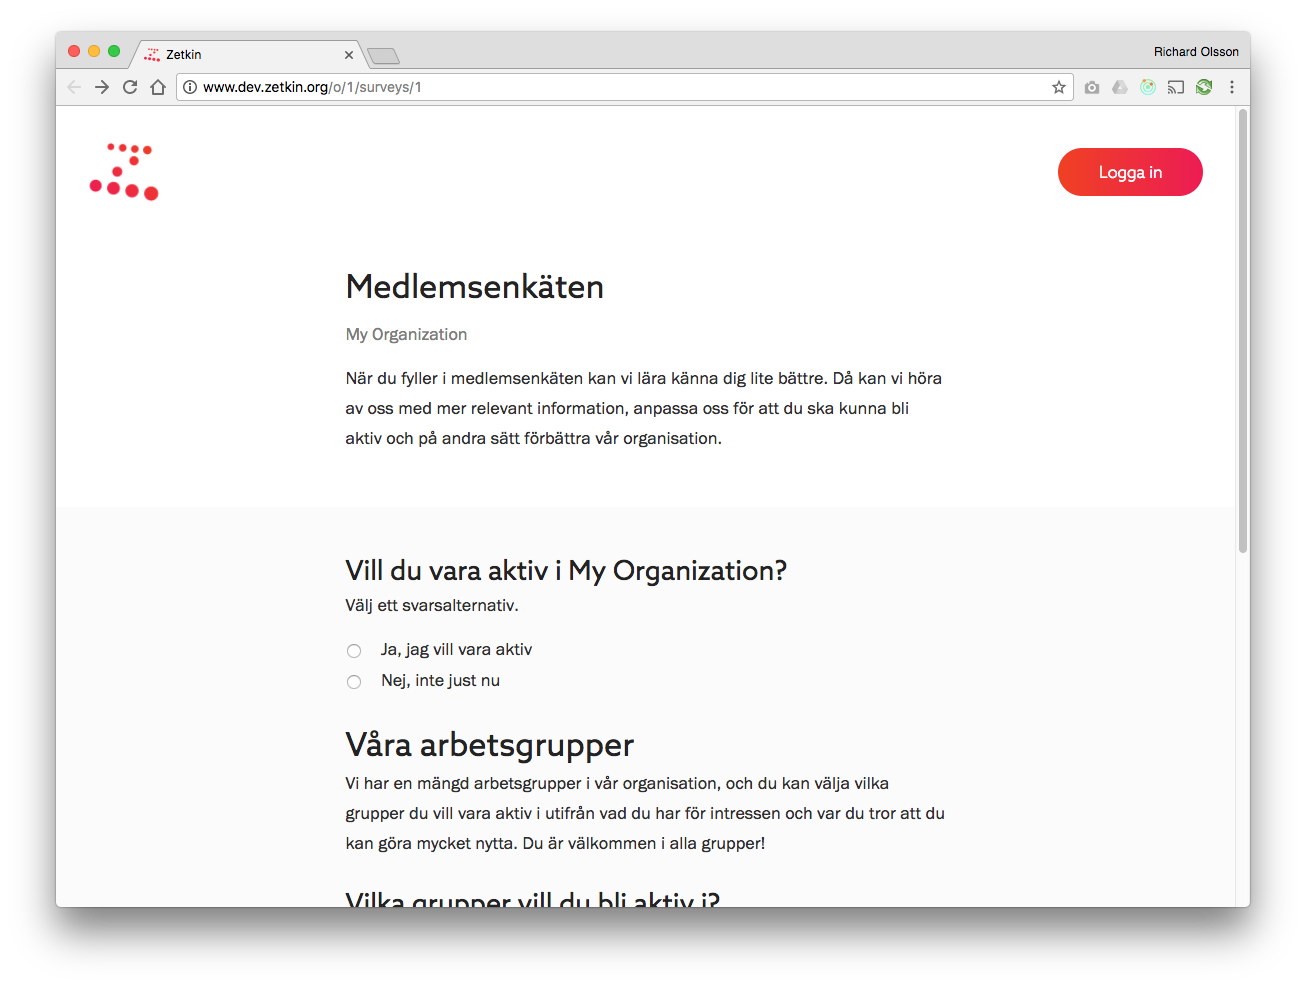 Zetkin
Richard Olsson
www.dev.zetkin.org/o/1/surveys/1
Logga in
Medlemsenkäten
My Organization
När du fyller i medlemsenkäten kan vi lära känna dig lite bättre. Då kan vi höra
av oss med mer relevant information, anpassa oss för att du ska kunna bli
aktiv och på andra sätt förbättra vår organisation.
Vill du vara aktiv i My Organization?
Välj ett svarsalternativ.
Ja, jag vill vara aktiv
Nej, inte just nu
Våra arbetsgrupper
Vi har en mängd arbetsgrupper i vår organisation, och du kan välja vilka
grupper du vill vara aktiv i utifrån vad du har för intressen och var du tror att du
kan göra mycket nytta. Du är välkommen i alla grupper!
Vilka grupper vill du bli aktiv i?